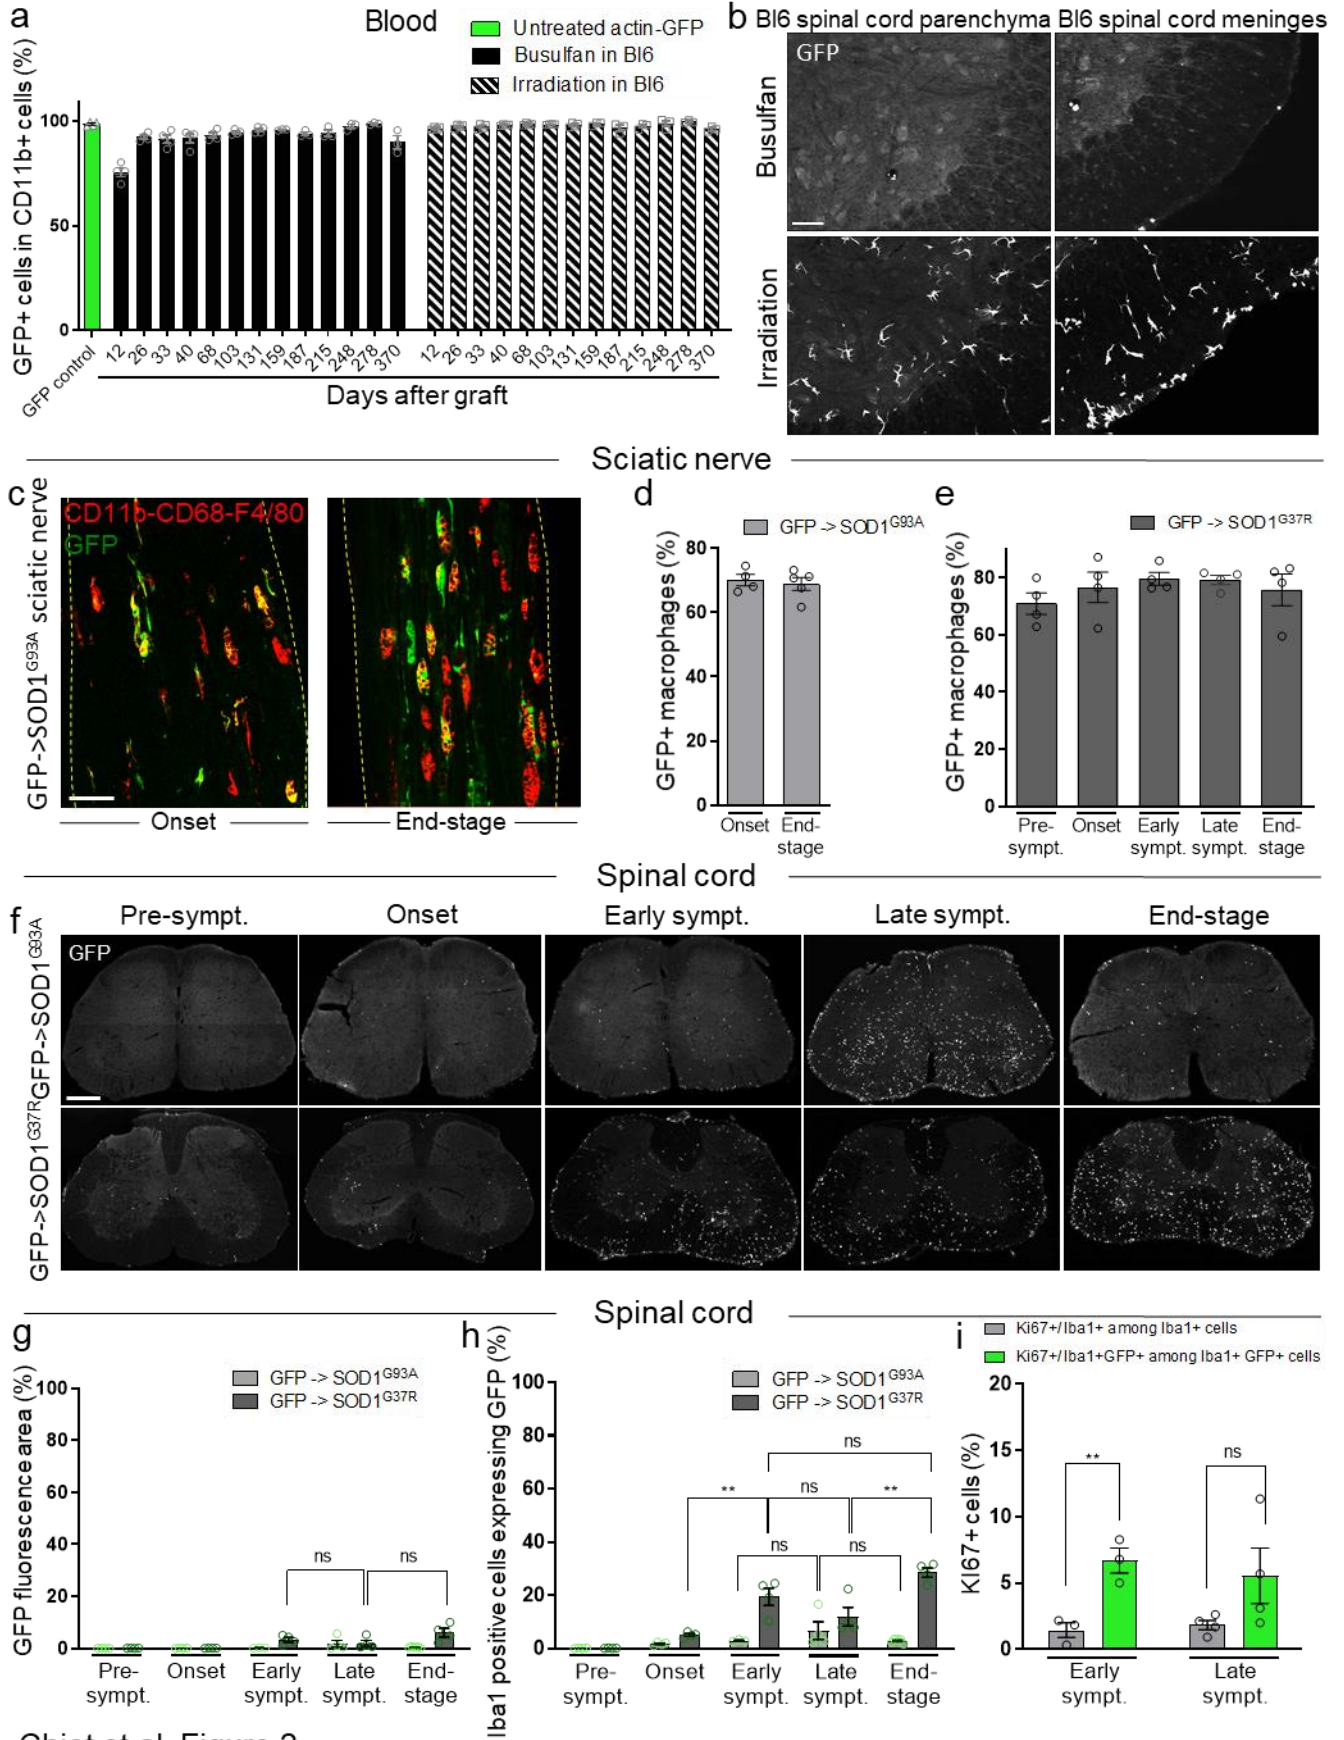 a
Blood
Untreated actin-GFP
Busulfan in Bl6
Irradiation in Bl6
GFP+ cells in CD11b+ cells (%)
100
50
0
GFP control
12 26 33 40 68 103 131 159 187 215 248 278 370
12 26 33 40 68 103 131 159 187 215 248 278 370
Days after graft
b
Bl6 spinal cord parenchyma
Bl6 spinal cord meninges
GFP
Busulfan
Irradiation
Sciatic nerve
c
GFP->SOD1G93A sciatic nerve
CD11b-CD68-F4/80
GFP
Onset
End-stage
d
GFP -> SOD1G93A
GFP+ macrophages (%)
80
60
40
20
0
Onset
End-
stage
e
GFP -> SOD1G37R
GFP+ macrophages (%)
80
60
40
20
0
Pre-
sympt.
Onset
Early
sympt.
Late
sympt.
End-
stage
Spinal cord
f
Pre-sympt.
Onset
Early sympt.
Late sympt.
End-stage
GFP
GFP->SOD1G93A
GFP->SOD1G37R
Spinal cord
g
GFP -> SOD1G93A
GFP -> SOD1G37R
GFP fluorescence area (%)
100
80
60
40
20
0
ns
ns
Pre-
sympt.
Onset
Early
sympt.
Late
sympt.
End-
stage
h
GFP -> SOD1G93A
GFP -> SOD1G37R
Iba1 positive cells expressing GFP (%)
100
80
60
40
20
0
ns
**
ns
**
ns
ns
Pre-
sympt.
Onset
Early
sympt.
Late
sympt.
End-
stage
i
Ki67+/Iba1+ among Iba1+ cells
Ki67+/Iba1+GFP+ among Iba1+ GFP+ cells
KI67+ cells (%)
20
15
10
5
0
**
ns
Early
sympt.
Late
sympt.